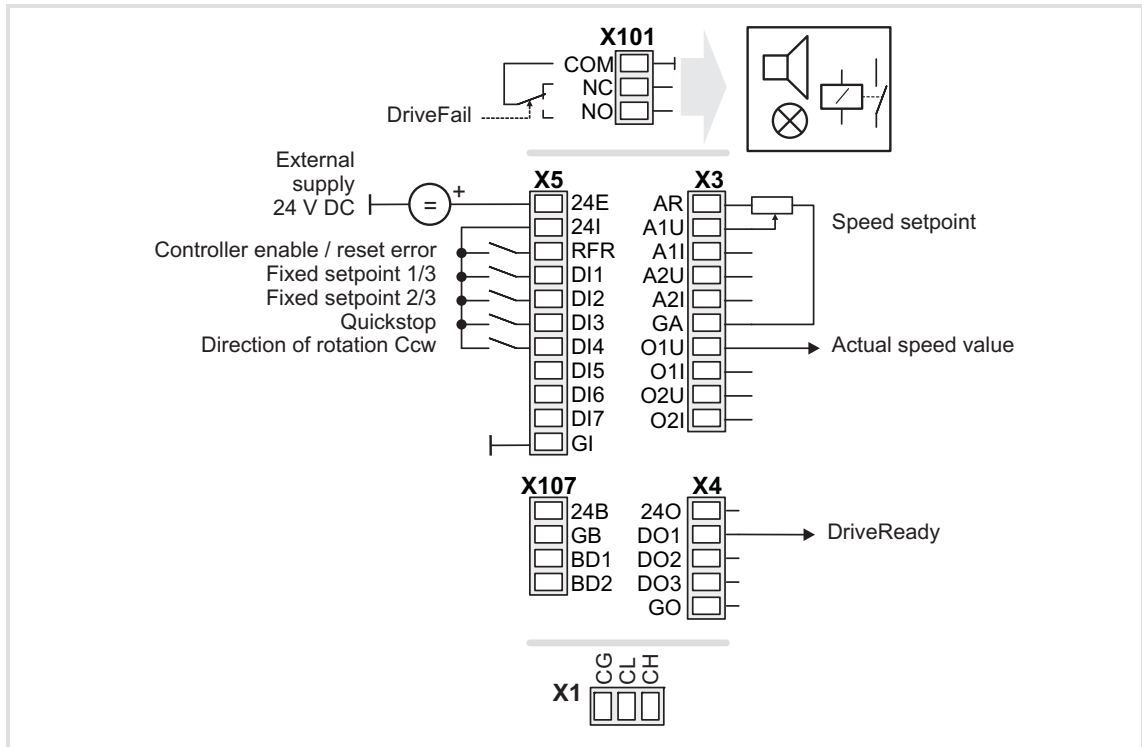 X101
COM
NC
NO
DriveFail
External
supply
24 V DC
=
+
X5
24E
24I
RFR
DI1
DI2
DI3
DI4
DI5
DI6
DI7
GI
Controller enable / reset error
Fixed setpoint 1/3
Fixed setpoint 2/3
Quickstop
Direction of rotation Ccw
X3
AR
A1U
A1I
A2U
A2I
GA
O1U
O1I
O2U
O2I
Speed setpoint
Actual speed value
X107
24B
GB
BD1
BD2
X4
24O
DO1
DO2
DO3
GO
DriveReady
X1
CG
CL
CH